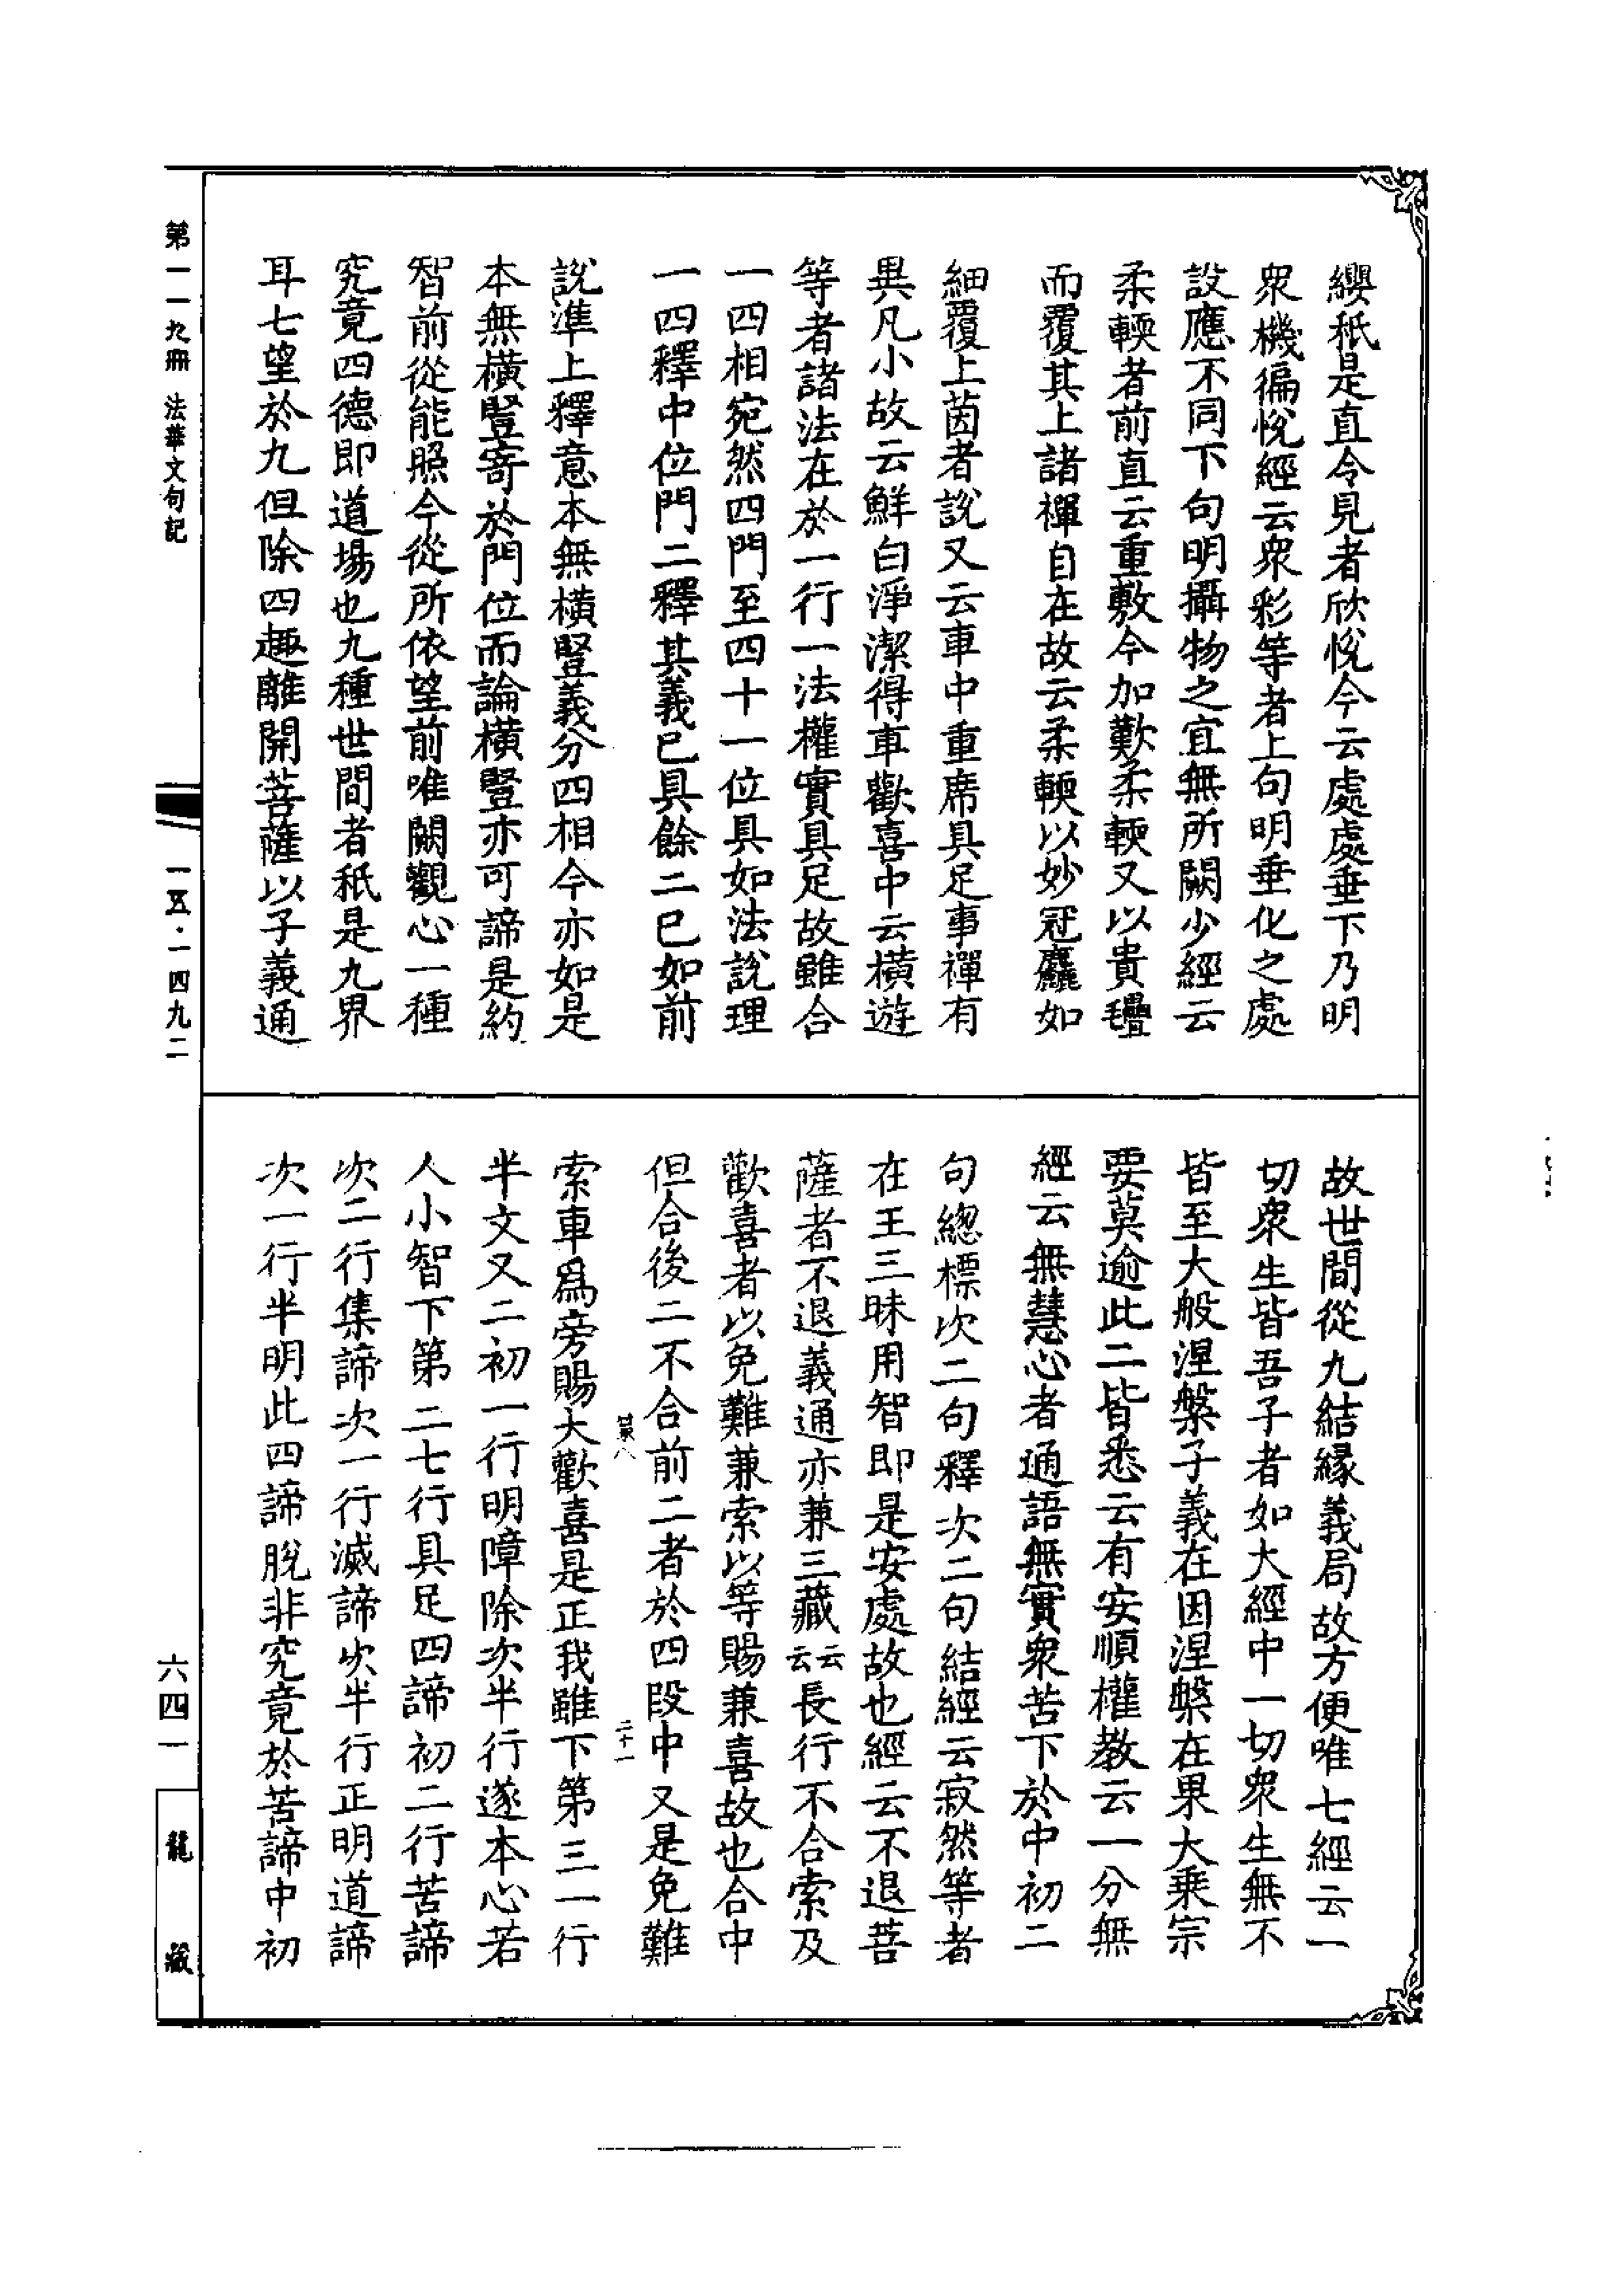 纓秖是直令見者欣悅今云處處垂下乃明
衆機徧悅經云衆彩等者上句明垂化之處
設應不同下句明攝物之宜無所闕少經云
柔輭者前直云重敷今加歎柔輭又以貴㲲
而覆其上諸禪自在故云柔輭以妙冠麤如
細覆上茵者說又云車中重席具足事禪有
異凡小故云鮮白淨潔得車歡喜中云橫遊
等者諸法在於一行一法權實具足故雖合
一四相宛然四門至四十一位具如法說理
一四釋中位門二釋其義已具餘二已如前
說準上釋意本無橫豎義分四相今亦如是
本無橫豎寄於門位而論橫豎亦可諦是約
智前從能照今從所依望前唯闕觀心一種
究竟四德即道場也九種世間者秖是九界
耳七望於九但除四趣離開菩薩以子義通
故世間從九結緣義局故方便唯七經云一
切衆生皆吾子者如大經中一切衆生無不
皆至大般涅槃子義在因涅槃在果大乘宗
要莫逾此二皆悉云有安順權教云一分無
經云無慧心者通語無實衆苦下於中初二
句總標次二句釋次二句結經云寂然等者
在王三昧用智即是安處故也經云不退菩
薩者不退義通亦兼三藏云云長行不合索及
歡喜者以免難兼索以等賜兼喜故也合中
但合後二不合前二者於四段中又是免難
索車爲旁賜大歡喜是正我雖下第三一行
半文又二初一行明障除次半行遂本心若
人小智下第二七行具足四諦初二行苦諦
次二行集諦次一行滅諦次半行正明道諦
次一行半明此四諦脫非究竟於苦諦中初
二十一
第一一九冊 法華文句記
一五·一四九二
六四一
龍藏